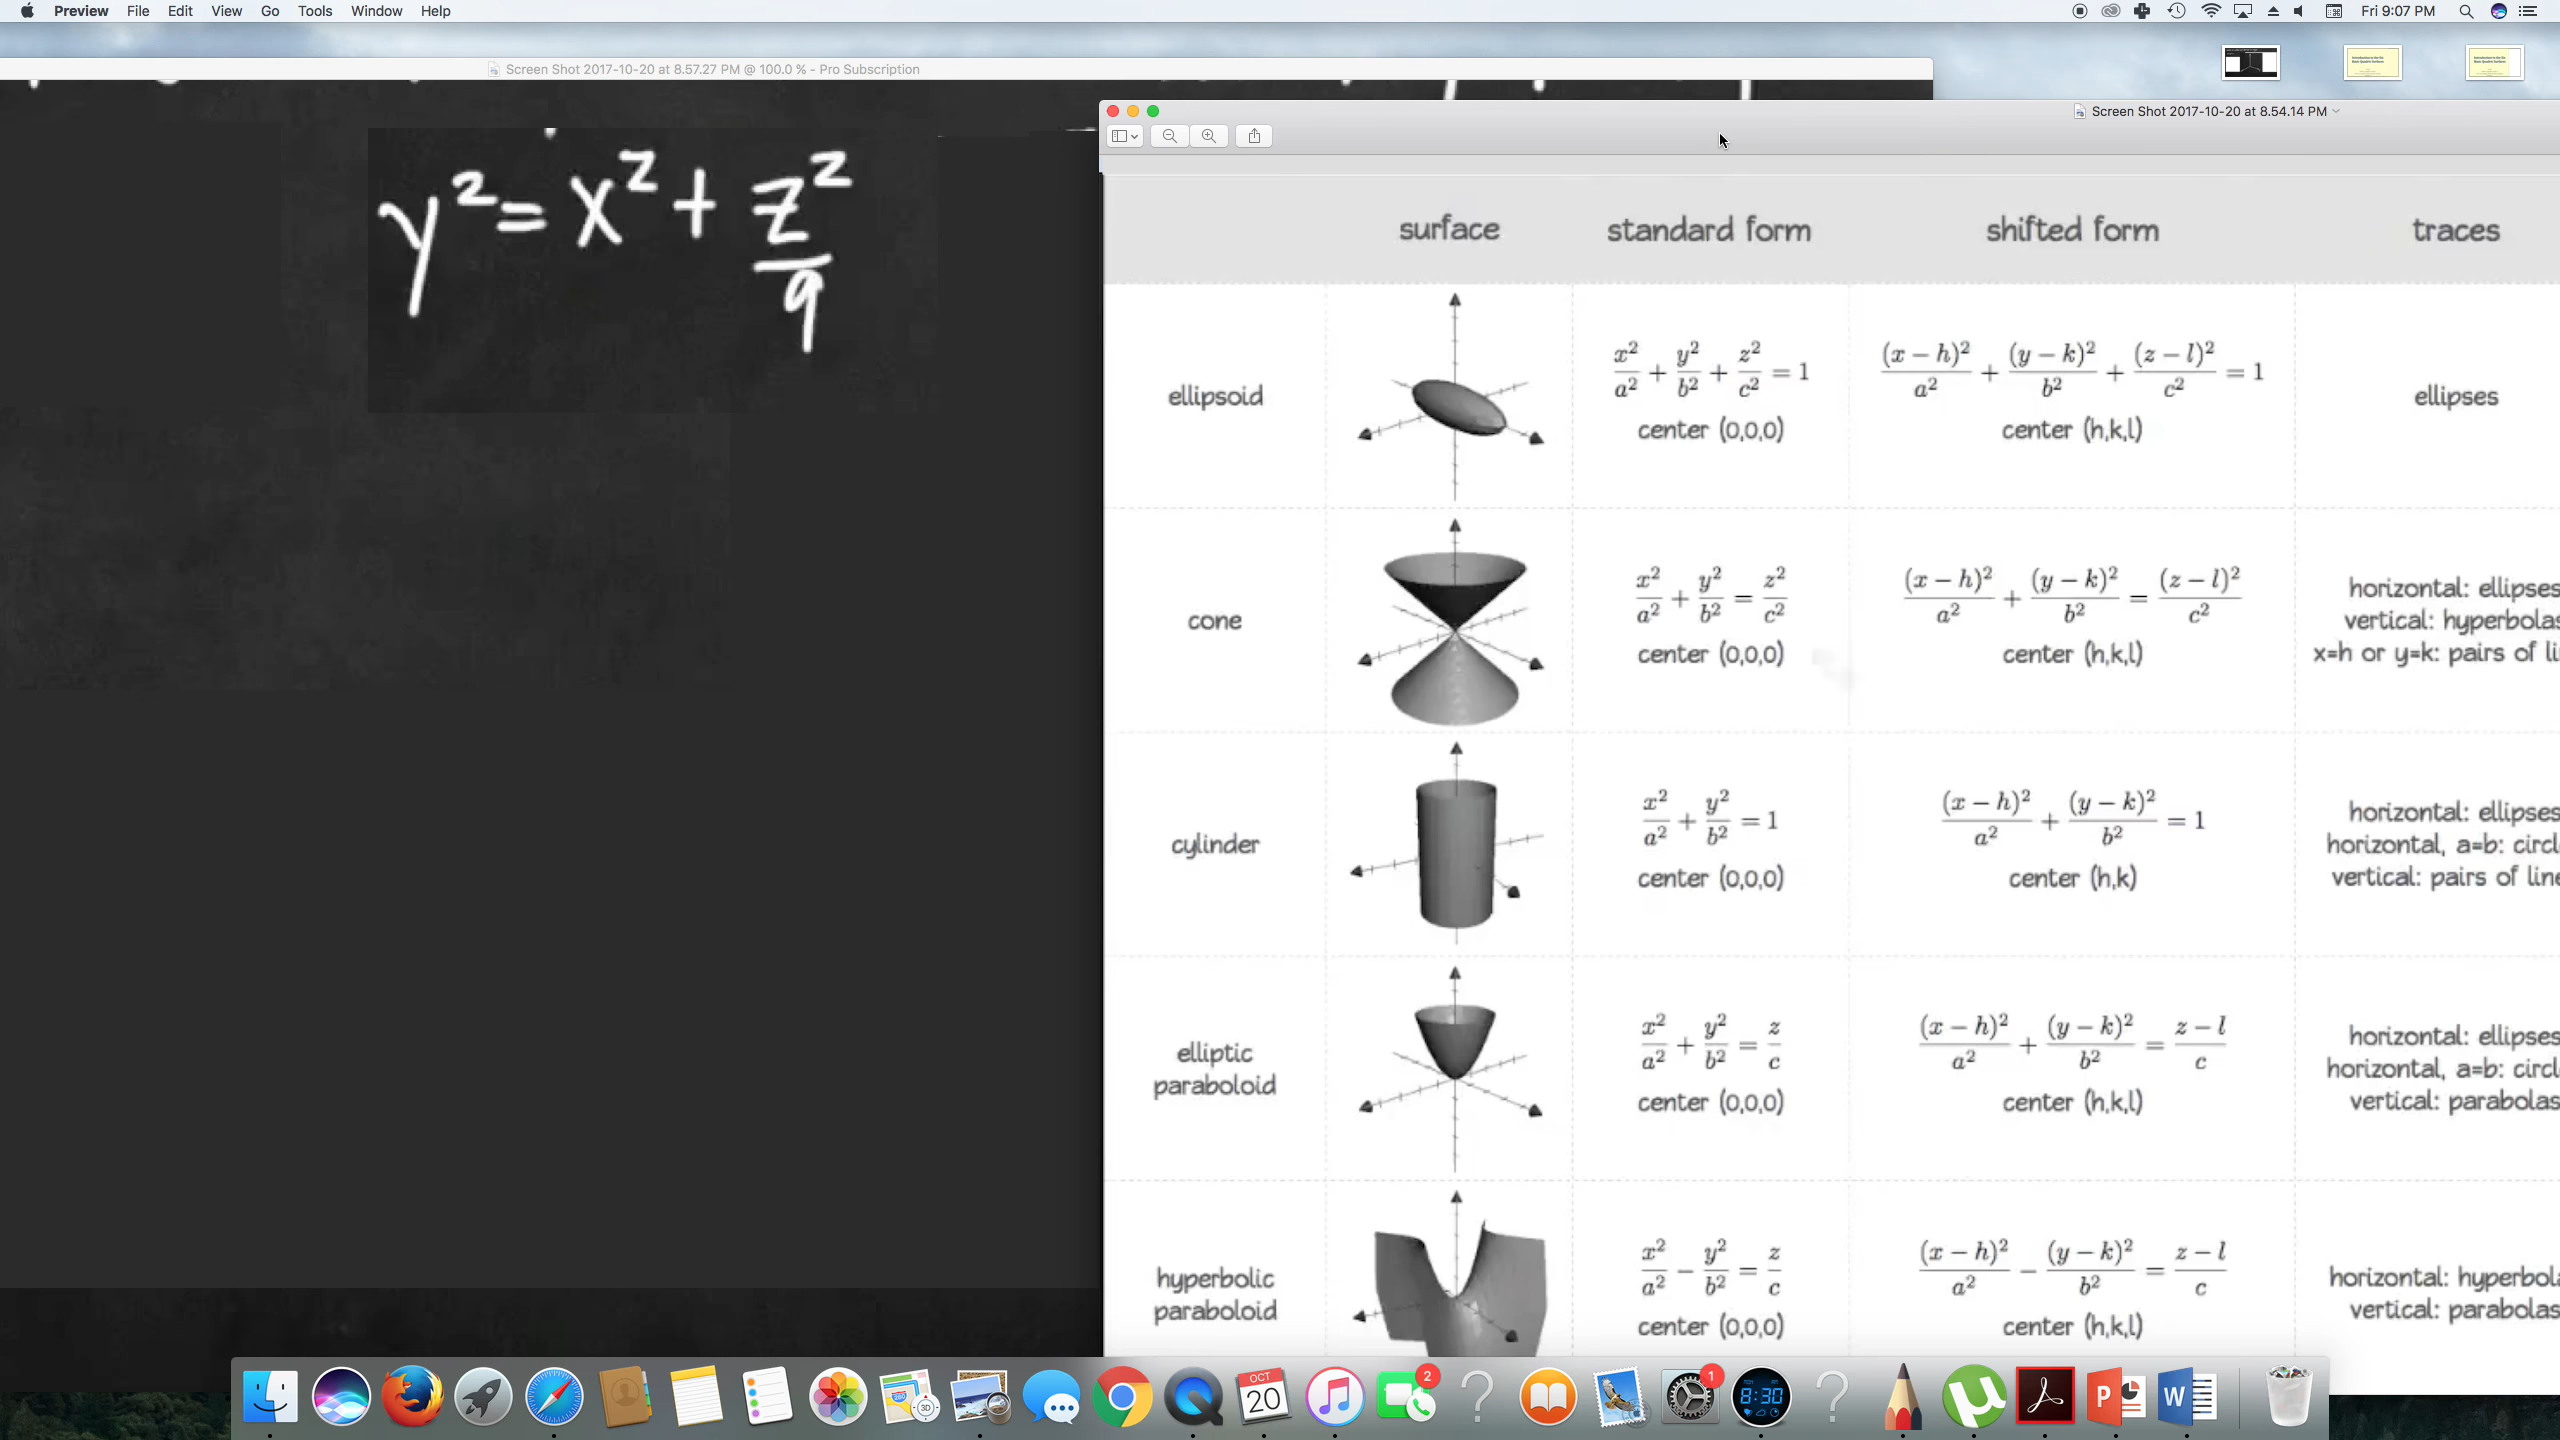 Preview File Edit View Go Tools Window Help Fri 9:07 PM
Screen Shot 2017-10-20 at 8.57.27 PM @ 100.0 % - Pro Subscription
Screen Shot 2017-10-20 at 8.54.14 PM
y² = x² + z²/9
surface standard form shifted form traces
ellipsoid x²/a² + y²/b² + z²/c² = 1 (x − h)²/a² + (y − k)²/b² + (z − l)²/c² = 1 ellipses
center (0,0,0) center (h,k,l)
cone x²/a² + y²/b² = z²/c² (x − h)²/a² + (y − k)²/b² = (z − l)²/c² horizontal: ellipses
vertical: hyperbolas
center (0,0,0) center (h,k,l) x=h or y=k: pairs of li
cylinder x²/a² + y²/b² = 1 (x − h)²/a² + (y − k)²/b² = 1 horizontal: ellipses
horizontal, a=b: circl
center (0,0,0) center (h,k) vertical: pairs of line
elliptic
paraboloid x²/a² + y²/b² = z/c (x − h)²/a² + (y − k)²/b² = (z − l)/c horizontal: ellipses
horizontal, a=b: circl
center (0,0,0) center (h,k,l) vertical: parabolas
hyperbolic
paraboloid x²/a² − y²/b² = z/c (x − h)²/a² − (y − k)²/b² = (z − l)/c horizontal: hyperbola
center (0,0,0) center (h,k,l) vertical: parabolas
3D
OCT
20
2
1
8:30
P
W